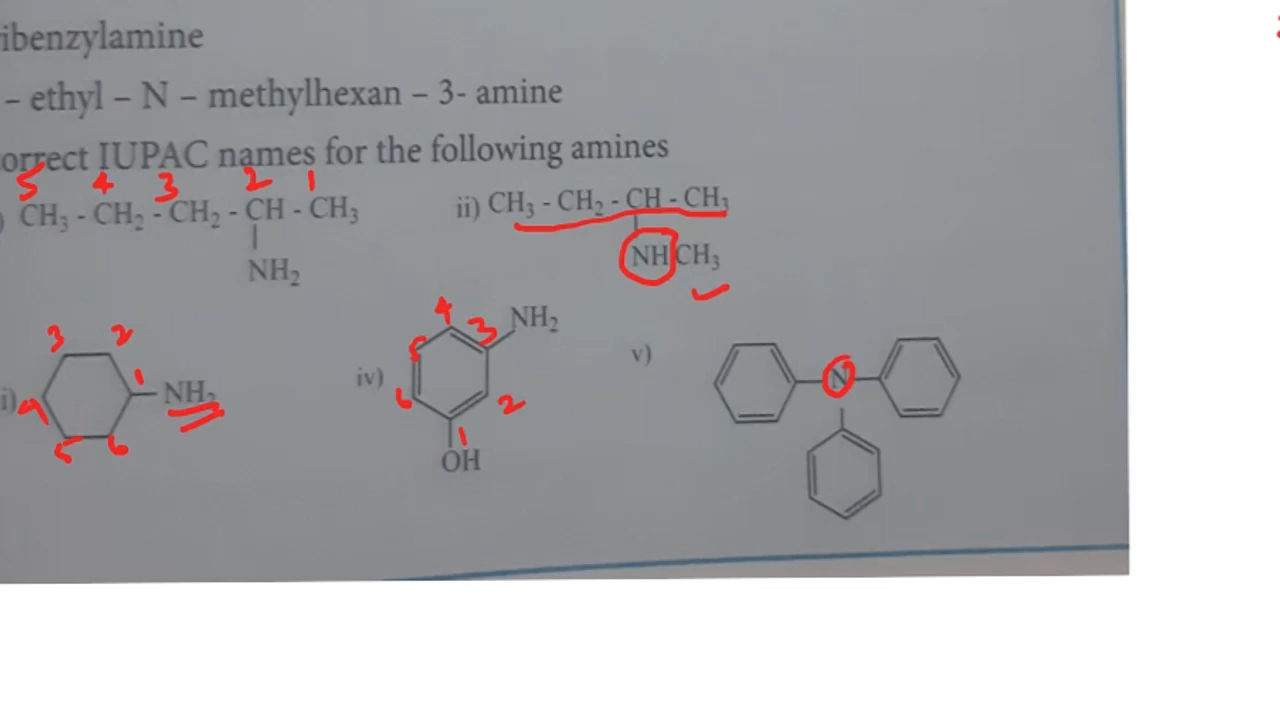 ibenzylamine
– ethyl – N – methylhexan – 3- amine
orrect IUPAC names for the following amines
5 4 3 2 1
) CH₃ - CH₂ - CH₂ - CH - CH₃ ii) CH₃ - CH₂ - CH - CH₃
NH₂ NHCH₃
3 2 1 4 5 6
i) NH₂
iv) NH₂ OH
4 3 5 6 2 1
v) N